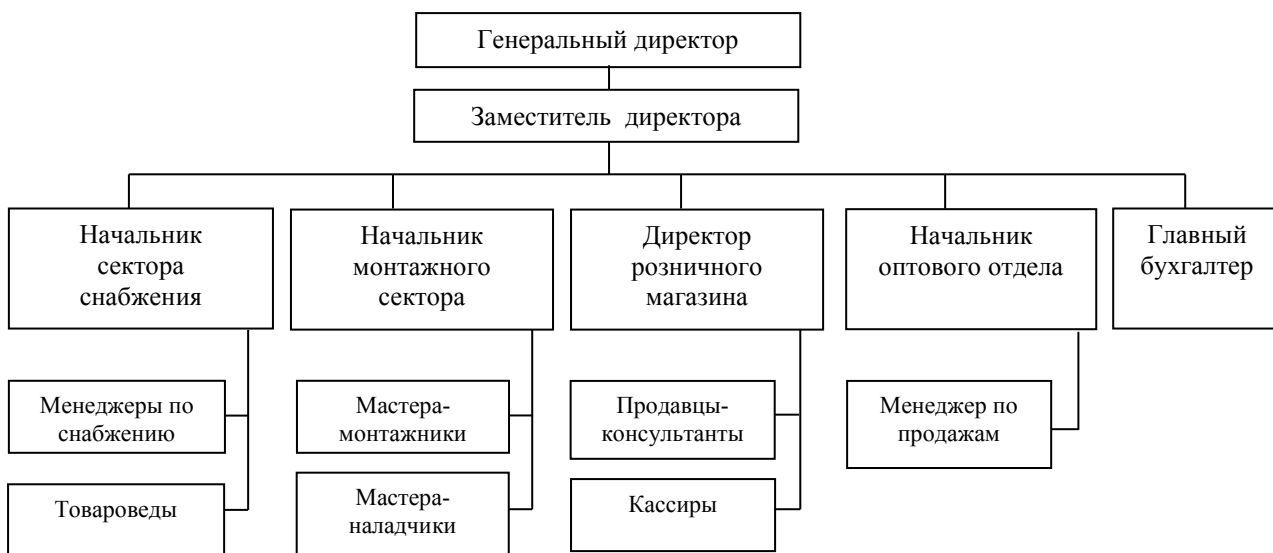 Генеральный директор
Заместитель директора
Начальник
сектора
снабжения
Начальник
монтажного
сектора
Директор
розничного
магазина
Начальник
оптового отдела
Главный
бухгалтер
Менеджеры по
снабжению
Мастера-
монтажники
Продавцы-
консультанты
Менеджер по
продажам
Товароведы
Мастера-
наладчики
Кассиры